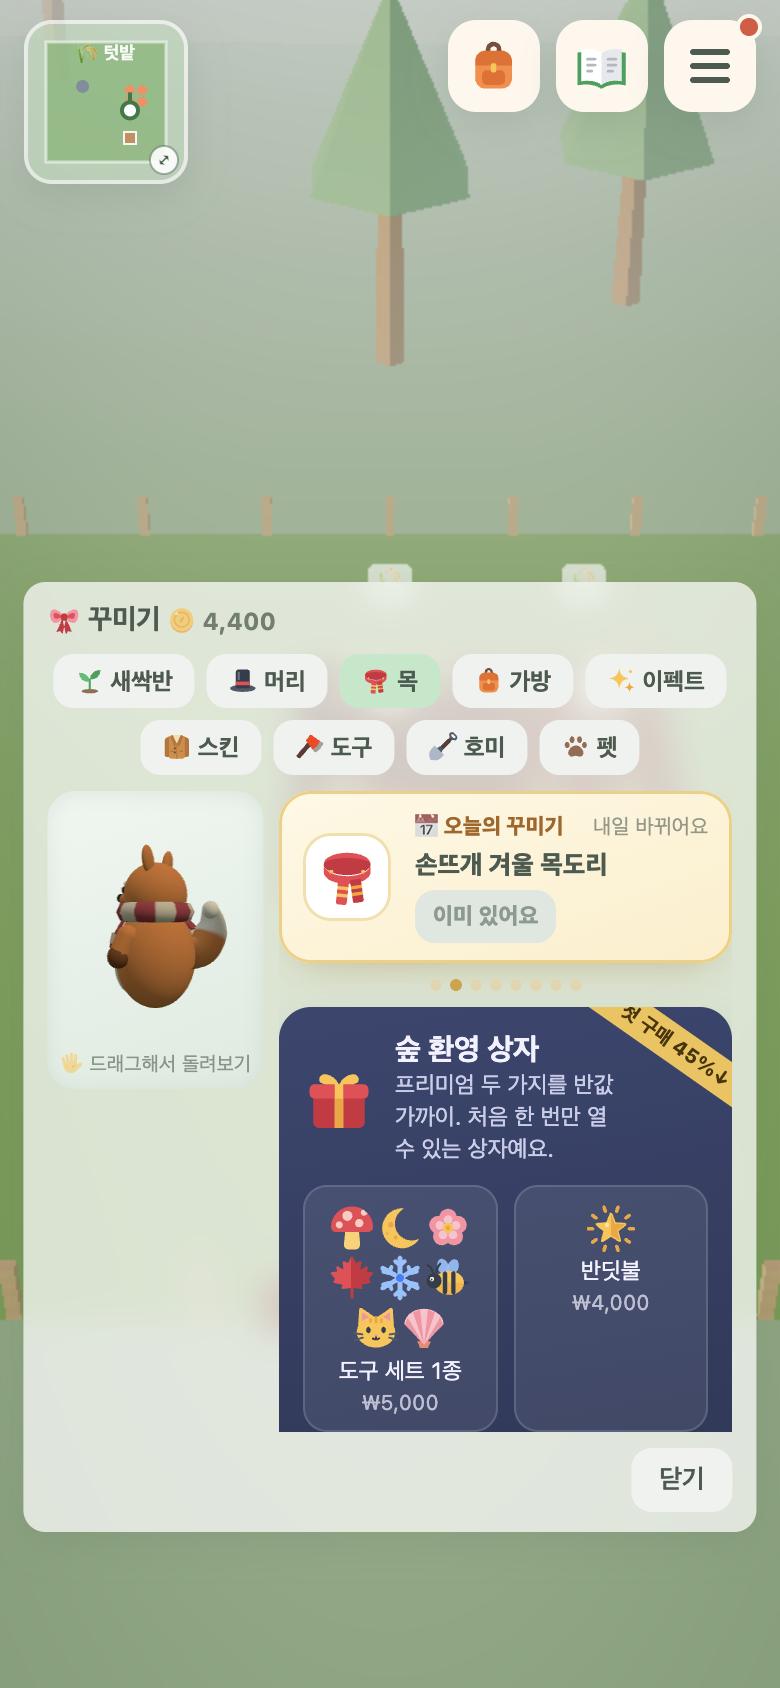 텃밭
꾸미기 4,400
새싹반 머리 목 가방 이펙트
스킨 도구 호미 펫
드래그해서 돌려보기
17 오늘의 꾸미기 내일 바뀌어요
손뜨개 겨울 목도리
이미 있어요
첫 구매 45%↓
숲 환영 상자
프리미엄 두 가지를 반값
가까이. 처음 한 번만 열
수 있는 상자예요.
도구 세트 1종
₩5,000
반딧불
₩4,000
닫기